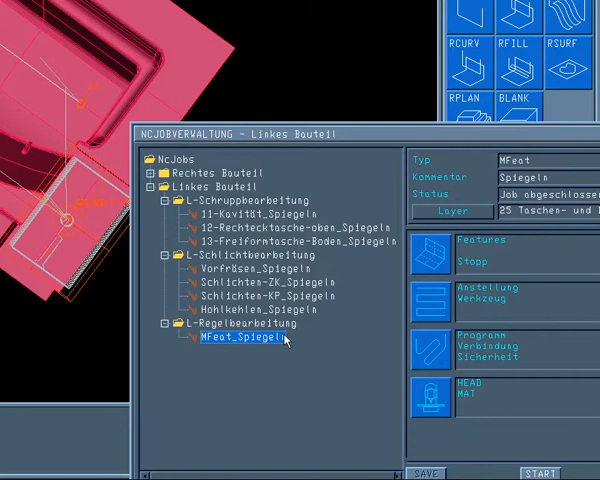 RCURV
RFILL
RSURF
RPLAN
BLANK
NCJOBVERWALTUNG - Linkes Bauteil
NcJobs
Rechtes Bauteil
Linkes Bauteil
L-Schruppbearbeitung
11-Kavität_Spiegeln
12-Rechtecktasche-oben_Spiegeln
13-Freiformtasche-Boden_Spiegeln
L-Schlichtbearbeitung
Vorfräsen_Spiegeln
Schlichten-ZK_Spiegeln
Schlichten-KP_Spiegeln
Hohlkehlen_Spiegeln
L-Regelbearbeitung
MFeat_Spiegeln
Typ
MFeat
Kommentar
Spiegeln
Status
Job abgeschlossen
Layer
25 Taschen- und
Features
Stopp
Anstellung
Werkzeug
Programm
Verbindung
Sicherheit
HEAD
MAT
SAVE
START